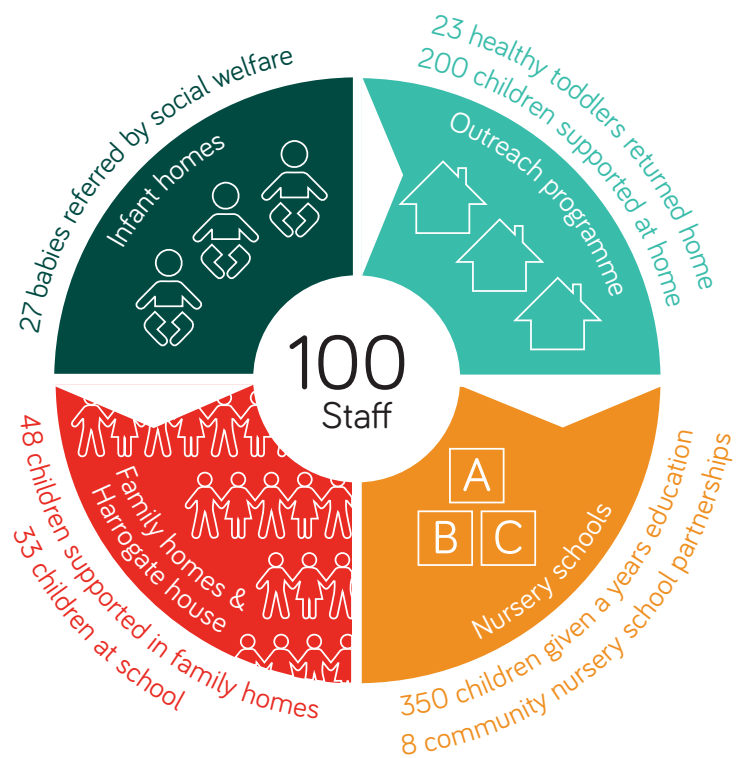 27 babies referred by social welfare
Infant homes
23 healthy toddlers returned home
200 children supported at home
Outreach programme
100
Staff
48 children supported in family homes
33 children at school
Family homes &
Harrogate house
A
B C
Nursery schools
350 children given a years education
8 community nursery school partnerships